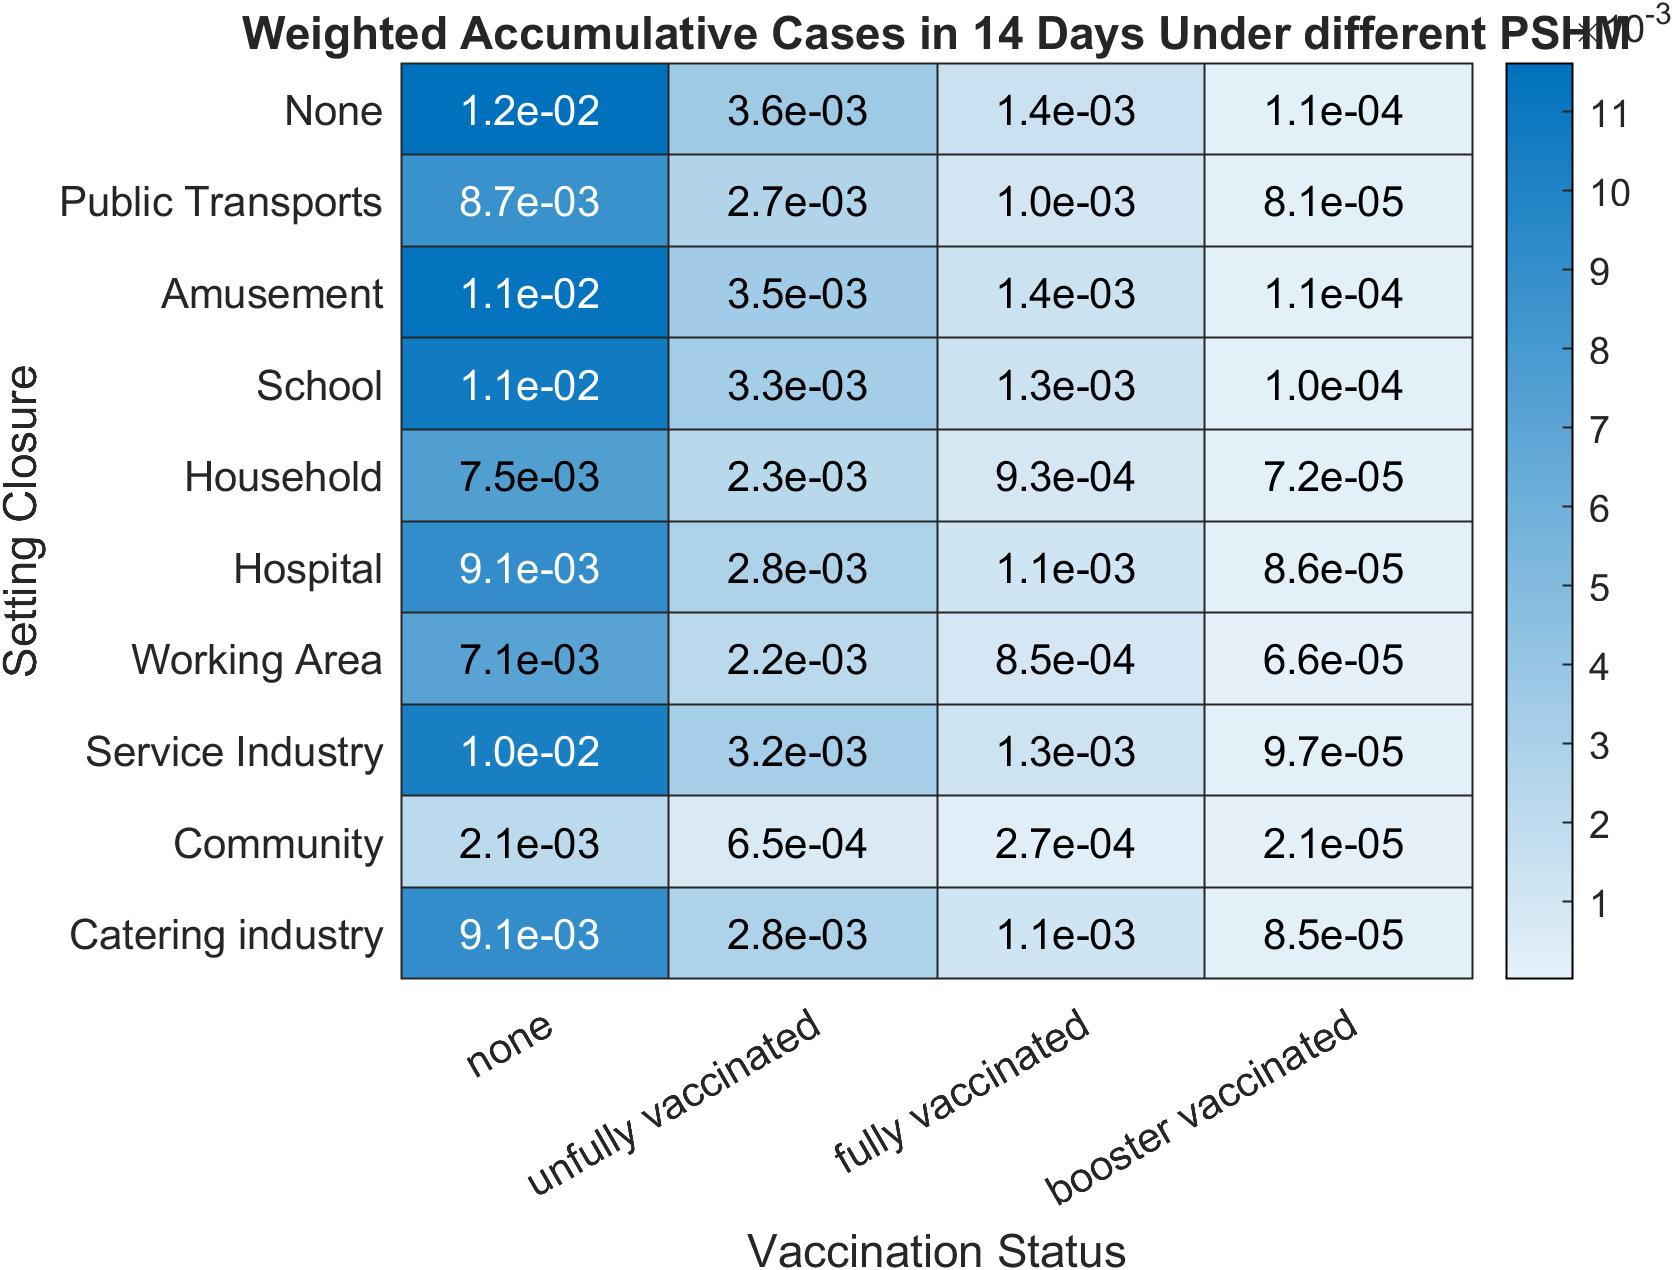 Weighted Accumulative Cases in 14 Days Under different PSHM
×10-3
None 1.2e-02 3.6e-03 1.4e-03 1.1e-04
Public Transports 8.7e-03 2.7e-03 1.0e-03 8.1e-05
Amusement 1.1e-02 3.5e-03 1.4e-03 1.1e-04
School 1.1e-02 3.3e-03 1.3e-03 1.0e-04
Household 7.5e-03 2.3e-03 9.3e-04 7.2e-05
Hospital 9.1e-03 2.8e-03 1.1e-03 8.6e-05
Working Area 7.1e-03 2.2e-03 8.5e-04 6.6e-05
Service Industry 1.0e-02 3.2e-03 1.3e-03 9.7e-05
Community 2.1e-03 6.5e-04 2.7e-04 2.1e-05
Catering industry 9.1e-03 2.8e-03 1.1e-03 8.5e-05
Setting Closure
11
10
9
8
7
6
5
4
3
2
1
none
unfully vaccinated
fully vaccinated
booster vaccinated
Vaccination Status